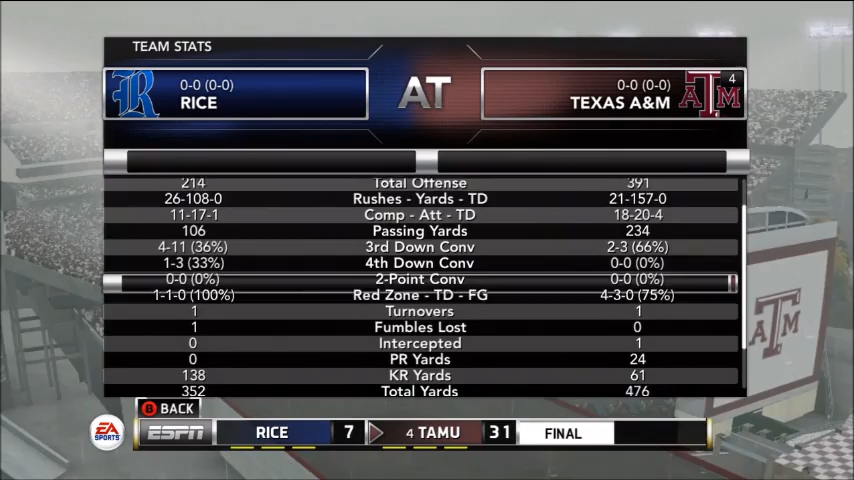 TEAM STATS
0-0 (0-0)
RICE
AT
0-0 (0-0)
TEXAS A&M
4
ATM
214 Total Offense 391
26-108-0 Rushes - Yards - TD 21-157-0
11-17-1 Comp - Att - TD 18-20-4
106 Passing Yards 234
4-11 (36%) 3rd Down Conv 2-3 (66%)
1-3 (33%) 4th Down Conv 0-0 (0%)
0-0 (0%) 2-Point Conv 0-0 (0%)
1-1-0 (100%) Red Zone - TD - FG 4-3-0 (75%)
1 Turnovers 1
1 Fumbles Lost 0
0 Intercepted 1
0 PR Yards 24
138 KR Yards 61
352 Total Yards 476
B BACK
EA SPORTS
ESPN RICE 7 4 TAMU 31 FINAL
ATM